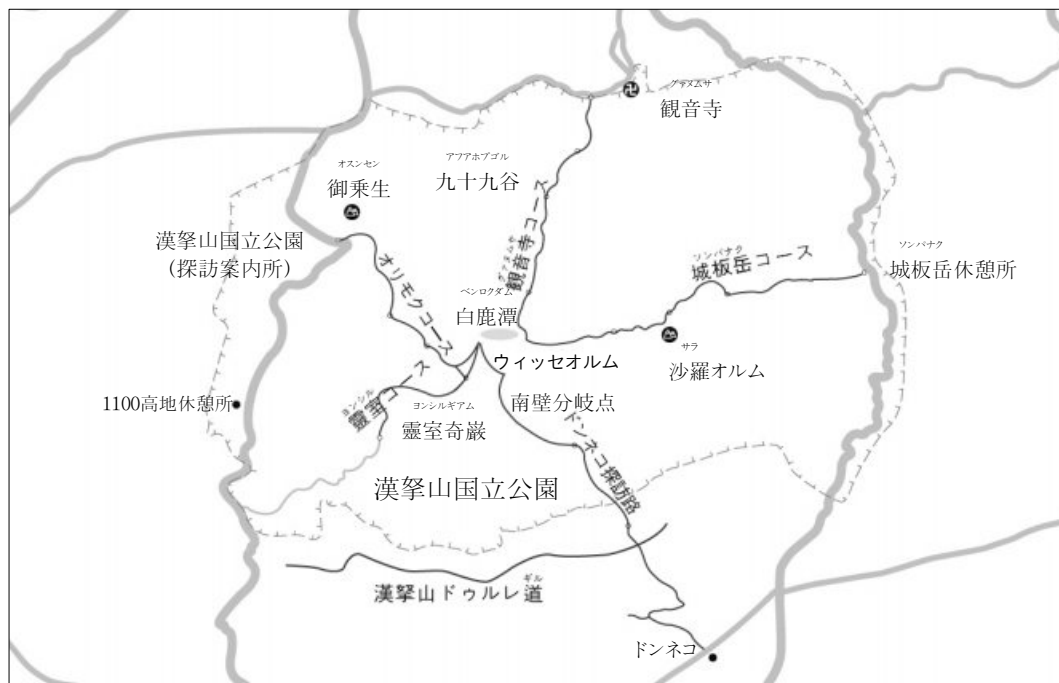 グァヌムサ
観音寺
オスンセン
御乗生
アフアホプゴル
九十九谷
漢拏山国立公園
（探訪案内所）
オリモクコース
グァヌムサ
観音寺コース
ソンパナク
城板岳コース
ソンパナク
城板岳休憩所
ペンロクダム
白鹿潭
ウィッセオルム
サラ
沙羅オルム
1100高地休憩所
ヨンシル
靈室コース
ヨンシルギアム
靈室奇巌
南壁分岐点
ドンネコ探訪路
漢拏山国立公園
ギル
漢拏山ドゥルレ道
ドンネコ